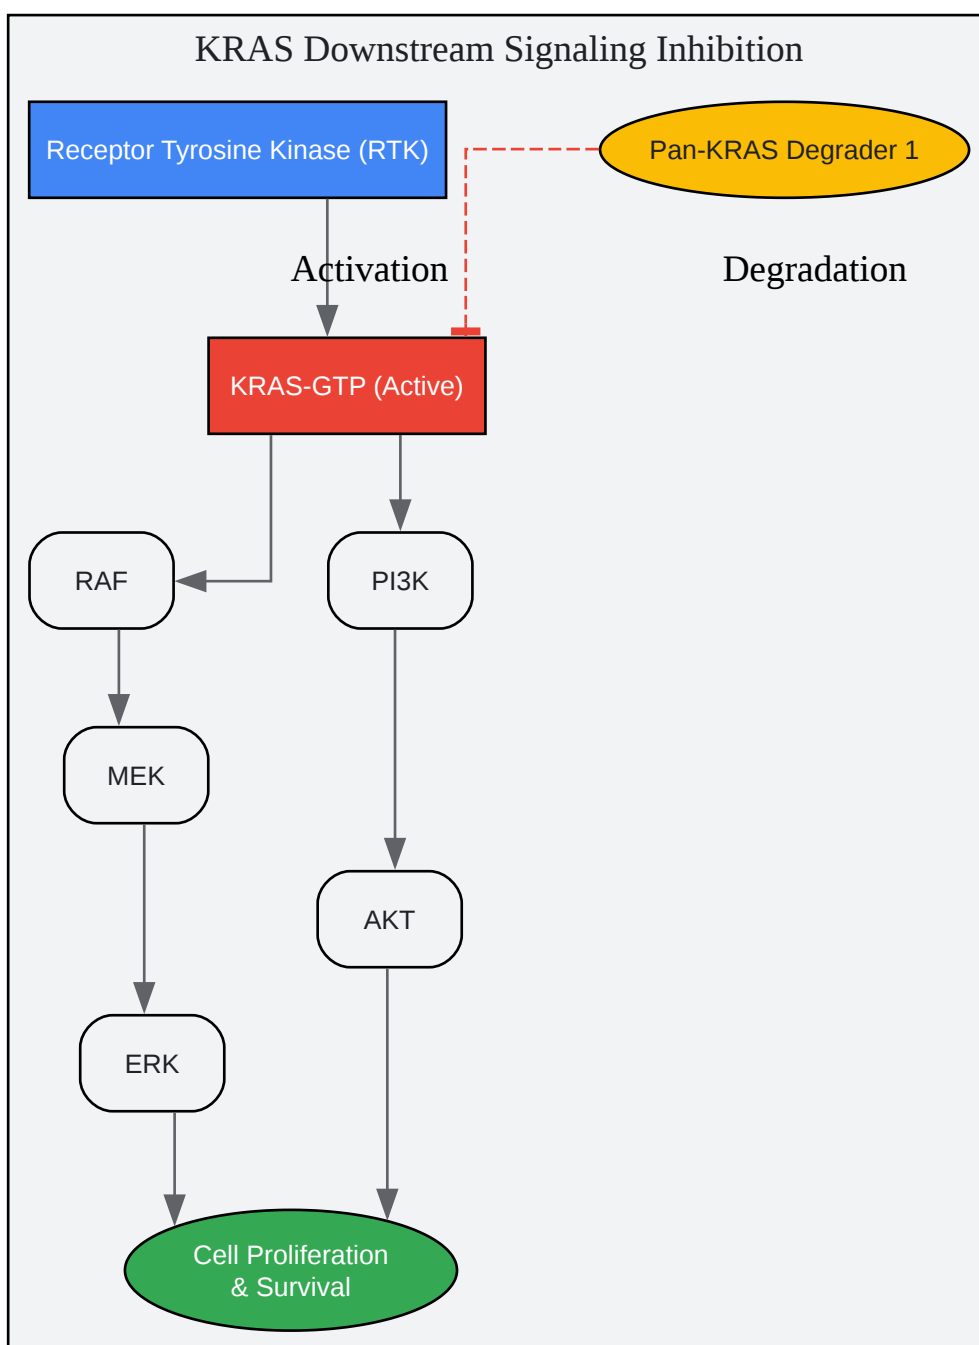 KRAS Downstream Signaling Inhibition
Receptor Tyrosine Kinase (RTK)
Pan-KRAS Degrader 1
Activation
Degradation
KRAS-GTP (Active)
RAF
PI3K
MEK
AKT
ERK
Cell Proliferation
& Survival